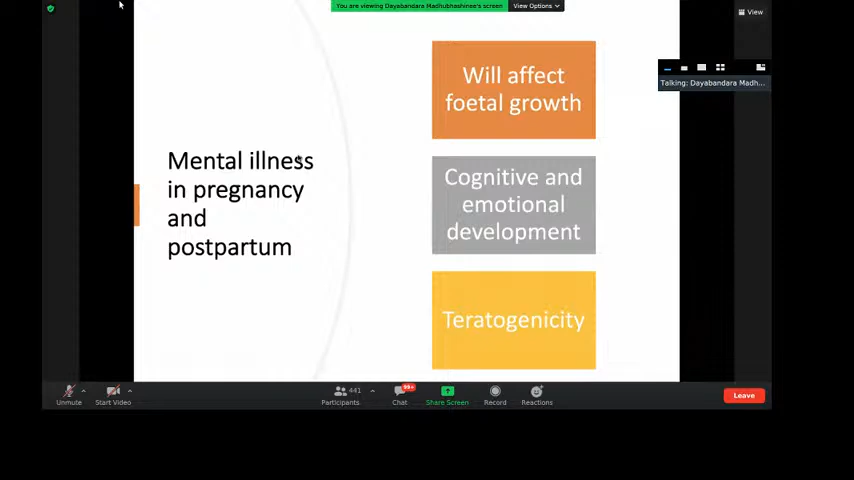 You are viewing Dayabandara Madhubhashinee's screen
View Options
View
Will affect
foetal growth
Talking: Dayabandara Madh...
Mental illness
in pregnancy
and
postpartum
Cognitive and
emotional
development
Teratogenicity
Unmute
Start Video
441
Participants
99+
Chat
Share Screen
Record
Reactions
Leave